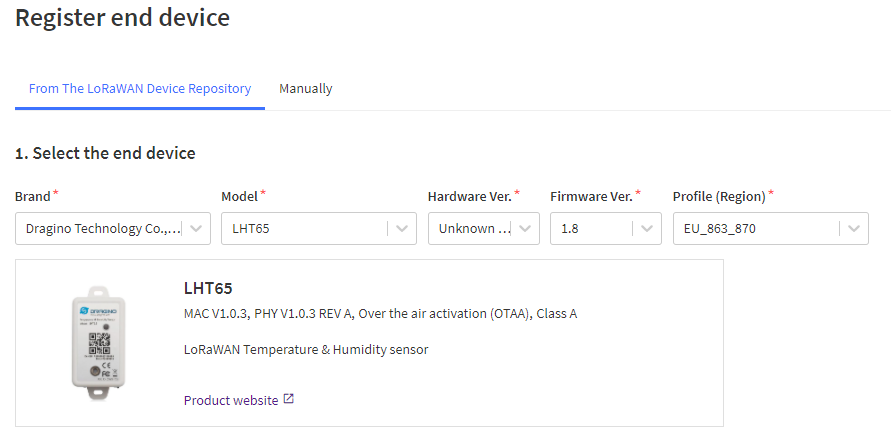 Register end device
From The LoRaWAN Device Repository Manually
1. Select the end device
Brand * Model * Hardware Ver. * Firmware Ver. * Profile (Region) *
Dragino Technology Co.,... LHT65 Unknown ... 1.8 EU_863_870
LHT65
MAC V1.0.3, PHY V1.0.3 REV A, Over the air activation (OTAA), Class A
LoRaWAN Temperature & Humidity sensor
Product website
DRAGINO